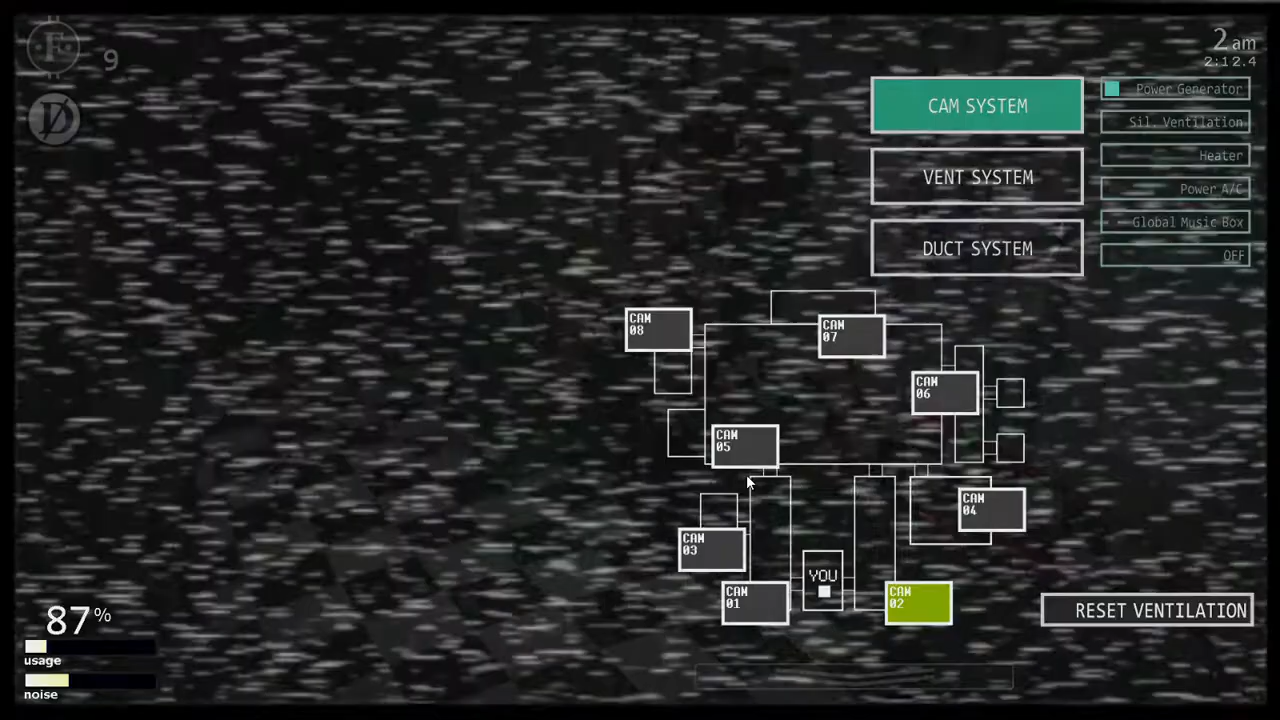 F
9
D
2 am
2:12.4
CAM SYSTEM
VENT SYSTEM
DUCT SYSTEM
Power Generator
Sil. Ventilation
Heater
Power A/C
Global Music Box
OFF
CAM 08
CAM 07
CAM 06
CAM 05
CAM 04
CAM 03
CAM 01
YOU
CAM 02
RESET VENTILATION
87%
usage
noise